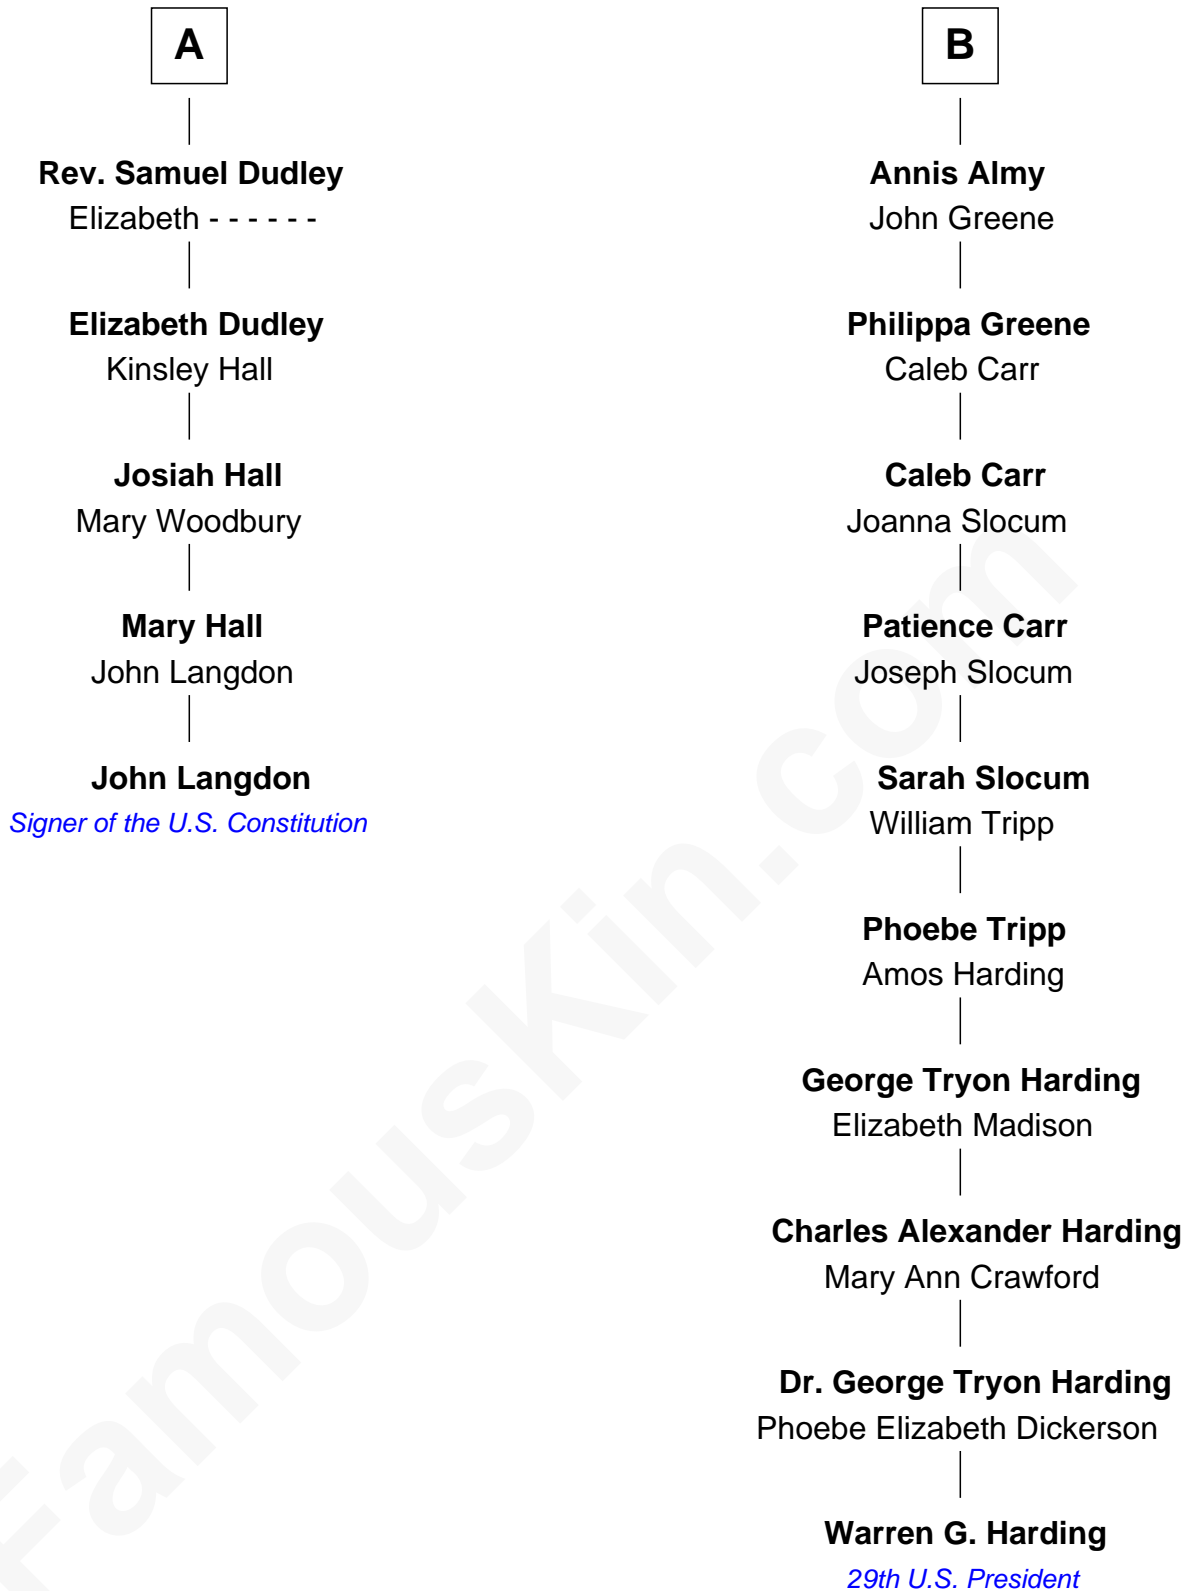 A
Rev. Samuel Dudley
Elizabeth - - - - - -
Elizabeth Dudley
Kinsley Hall
Josiah Hall
Mary Woodbury
Mary Hall
John Langdon
John Langdon
Signer of the U.S. Constitution
B
Annis Almy
John Greene
Philippa Greene
Caleb Carr
Caleb Carr
Joanna Slocum
Patience Carr
Joseph Slocum
Sarah Slocum
William Tripp
Phoebe Tripp
Amos Harding
George Tryon Harding
Elizabeth Madison
Charles Alexander Harding
Mary Ann Crawford
Dr. George Tryon Harding
Phoebe Elizabeth Dickerson
Warren G. Harding
29th U.S. President
FamousKin.com